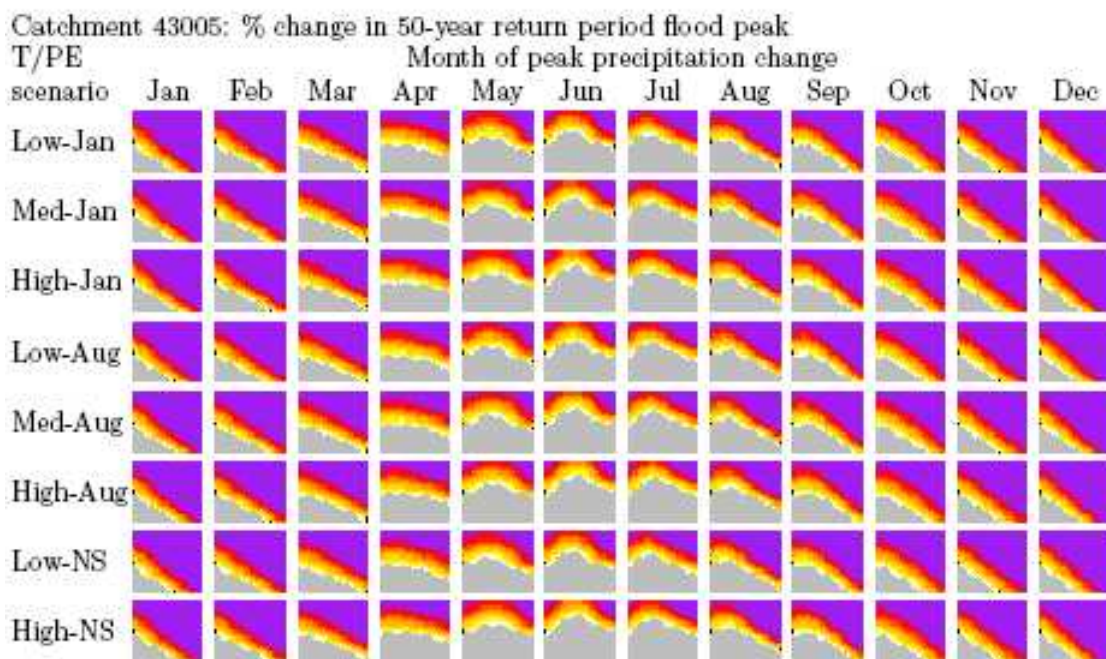 Catchment 43005: % change in 50-year return period flood peak
T/PE Month of peak precipitation change
scenario Jan Feb Mar Apr May Jun Jul Aug Sep Oct Nov Dec
Low-Jan
Med-Jan
High-Jan
Low-Aug
Med-Aug
High-Aug
Low-NS
High-NS